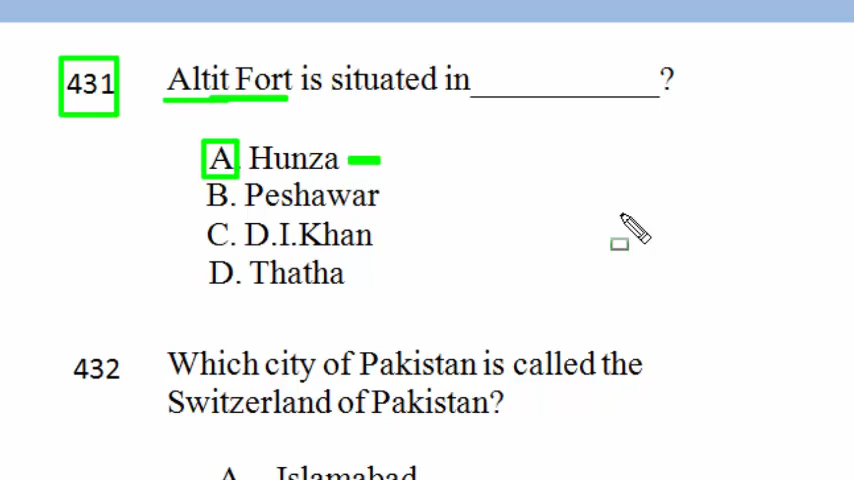 431 Altit Fort is situated in____________?
A. Hunza
B. Peshawar
C. D.I.Khan
D. Thatha
432 Which city of Pakistan is called the
Switzerland of Pakistan?
A. Islamabad